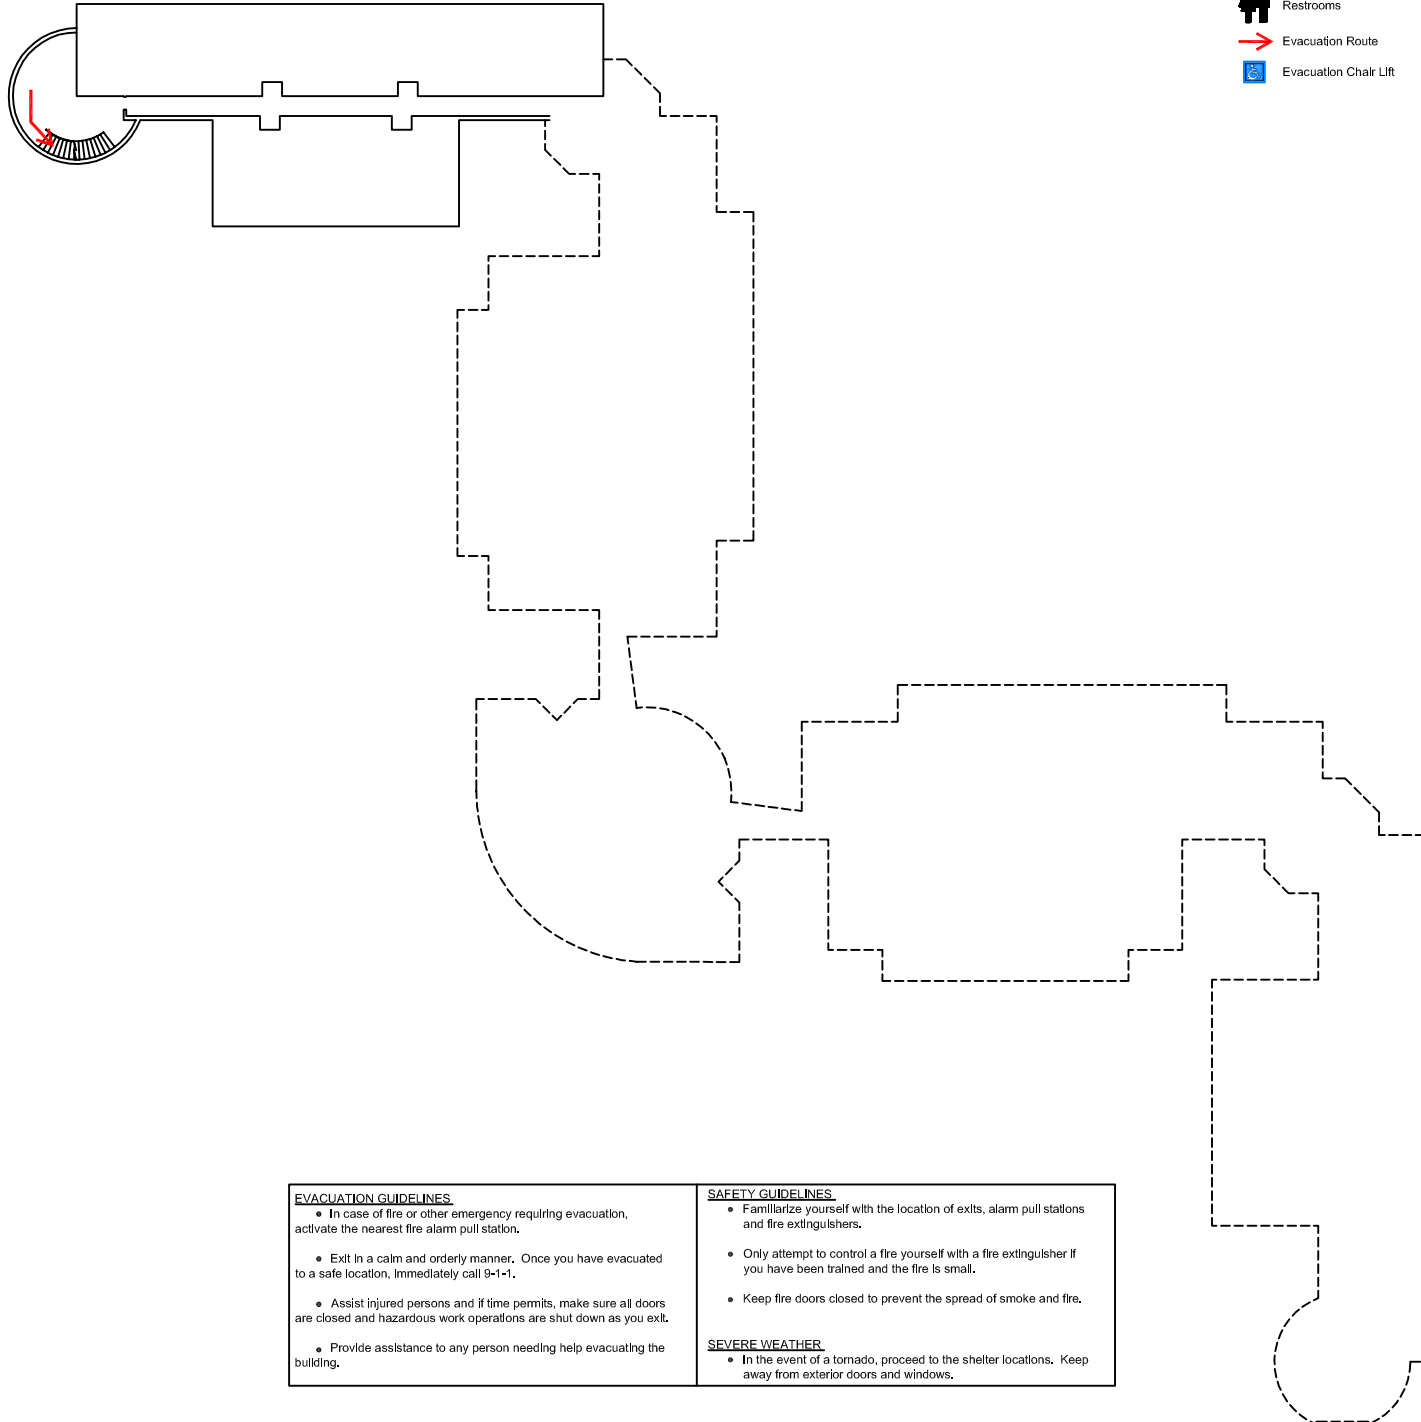 Restrooms
Evacuation Route
Evacuation Chair Lift
EVACUATION GUIDELINES
• In case of fire or other emergency requiring evacuation,
activate the nearest fire alarm pull station.
• Exit in a calm and orderly manner. Once you have evacuated
to a safe location, immediately call 9-1-1.
• Assist injured persons and if time permits, make sure all doors
are closed and hazardous work operations are shut down as you exit.
• Provide assistance to any person needing help evacuating the
building.
SAFETY GUIDELINES
• Familiarize yourself with the location of exits, alarm pull stations
and fire extinguishers.
• Only attempt to control a fire yourself with a fire extinguisher if
you have been trained and the fire is small.
• Keep fire doors closed to prevent the spread of smoke and fire.
SEVERE WEATHER
• In the event of a tornado, proceed to the shelter locations. Keep
away from exterior doors and windows.